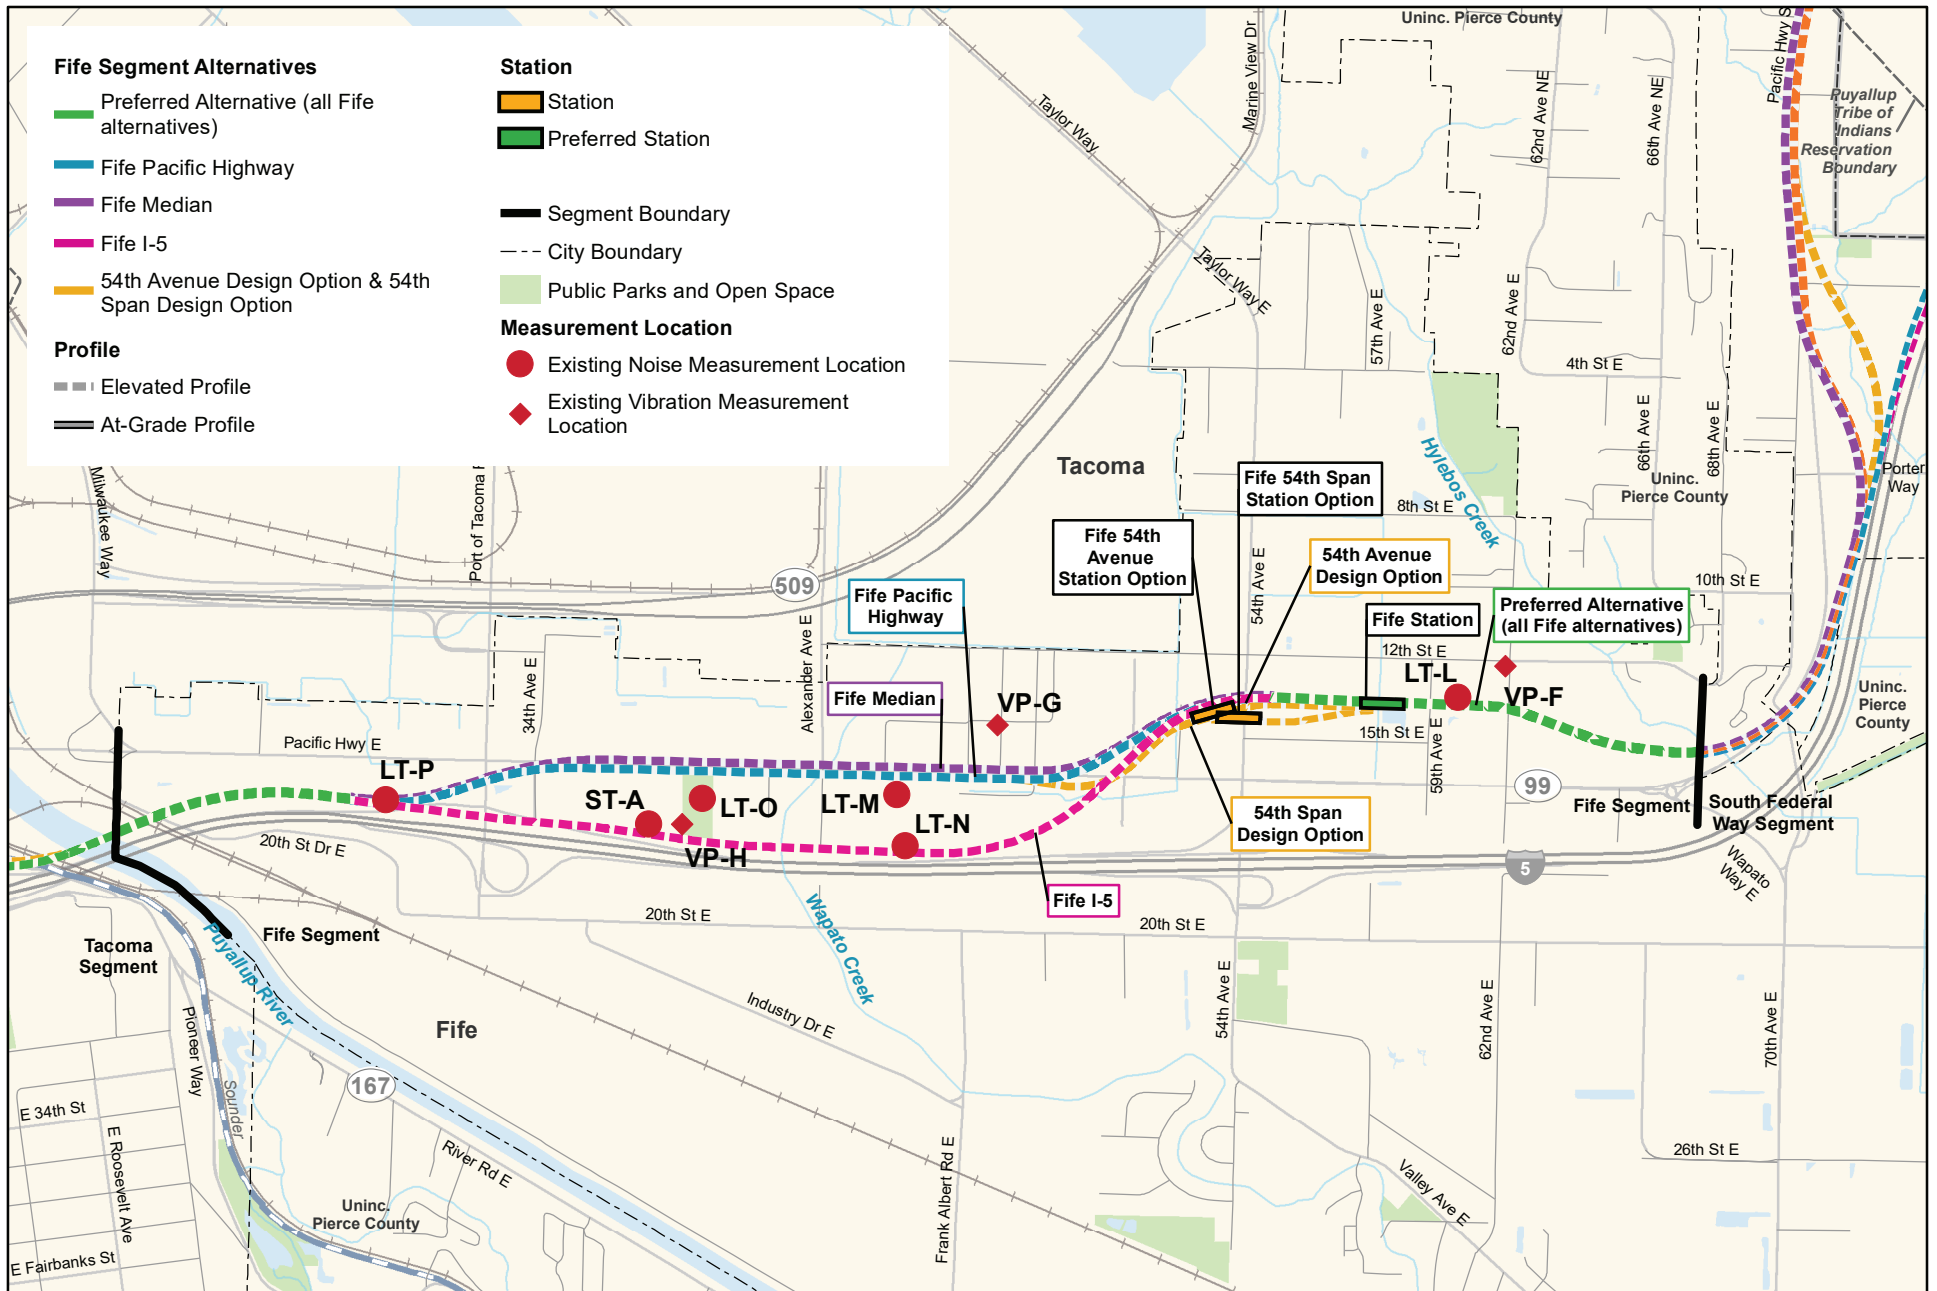 Fife Segment Alternatives
Preferred Alternative (all Fife
alternatives)
Fife Pacific Highway
Fife Median
Fife I-5
54th Avenue Design Option & 54th
Span Design Option
Profile
Elevated Profile
At-Grade Profile
Station
Station
Preferred Station
Segment Boundary
City Boundary
Public Parks and Open Space
Measurement Location
Existing Noise Measurement Location
Existing Vibration Measurement
Location
Uninc. Pierce County
Marine View Dr
Taylor Way
62nd Ave NE
66th Ave NE
Pacific Hwy S
Puyallup
Tribe of
Indians
Reservation
Boundary
Taylor Way E
57th Ave E
62nd Ave E
4th St E
66th Ave E
68th Ave E
Hylebos Creek
Tacoma
Uninc.
Pierce County
Porter
Way
Fife 54th Span
Station Option
8th St E
Milwaukee Way
Port of Tacoma R
Fife 54th
Avenue
Station Option
54th Ave E
54th Avenue
Design Option
10th St E
509
Fife Pacific
Highway
Fife Station
Preferred Alternative
(all Fife alternatives)
12th St E
34th Ave E
Alexander Ave E
Fife Median
VP-G
LT-L
VP-F
Uninc.
Pierce
County
Pacific Hwy E
15th St E
59th Ave E
LT-P
ST-A
LT-O
LT-M
LT-N
VP-H
99
Fife Segment
South Federal
Way Segment
54th Span
Design Option
20th St Dr E
5
Wapato
Way E
Fife I-5
20th St E
20th St E
Wapato Creek
Tacoma
Segment
Fife Segment
Puyallup River
Fife
Industry Dr E
54th Ave E
62nd Ave E
70th Ave E
Pioneer Way
Sounder
167
E 34th St
E Roosevelt Ave
River Rd E
Frank Albert Rd E
26th St E
Valley Ave E
Uninc.
Pierce County
E Fairbanks St